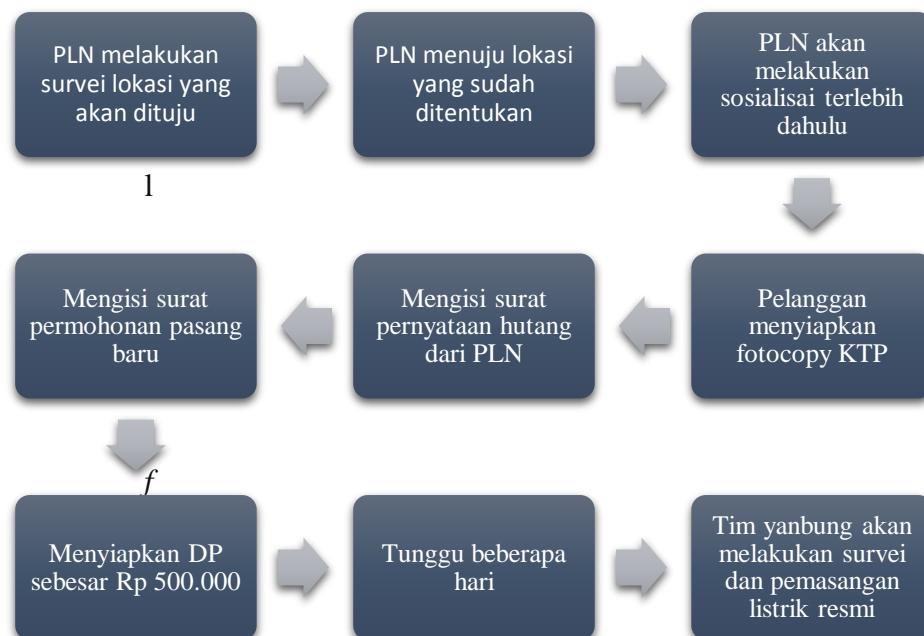 PLN melakukan
survei lokasi yang
akan dituju
PLN menuju lokasi
yang sudah
ditentukan
PLN akan
melakukan
sosialisai terlebih
dahulu
l
Pelanggan
menyiapkan
fotocopy KTP
Mengisi surat
pernyataan hutang
dari PLN
Mengisi surat
permohonan pasang
baru
f
Menyiapkan DP
sebesar Rp 500.000
Tunggu beberapa
hari
Tim yanbung akan
melakukan survei
dan pemasangan
listrik resmi